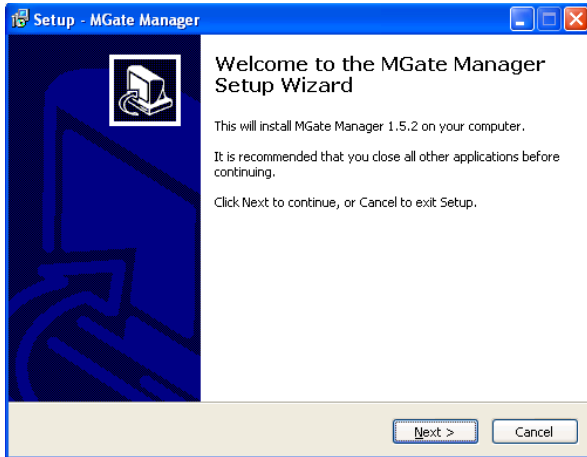 Setup - MGate Manager
Welcome to the MGate Manager
Setup Wizard
This will install MGate Manager 1.5.2 on your computer.
It is recommended that you close all other applications before
continuing.
Click Next to continue, or Cancel to exit Setup.
Next >
Cancel